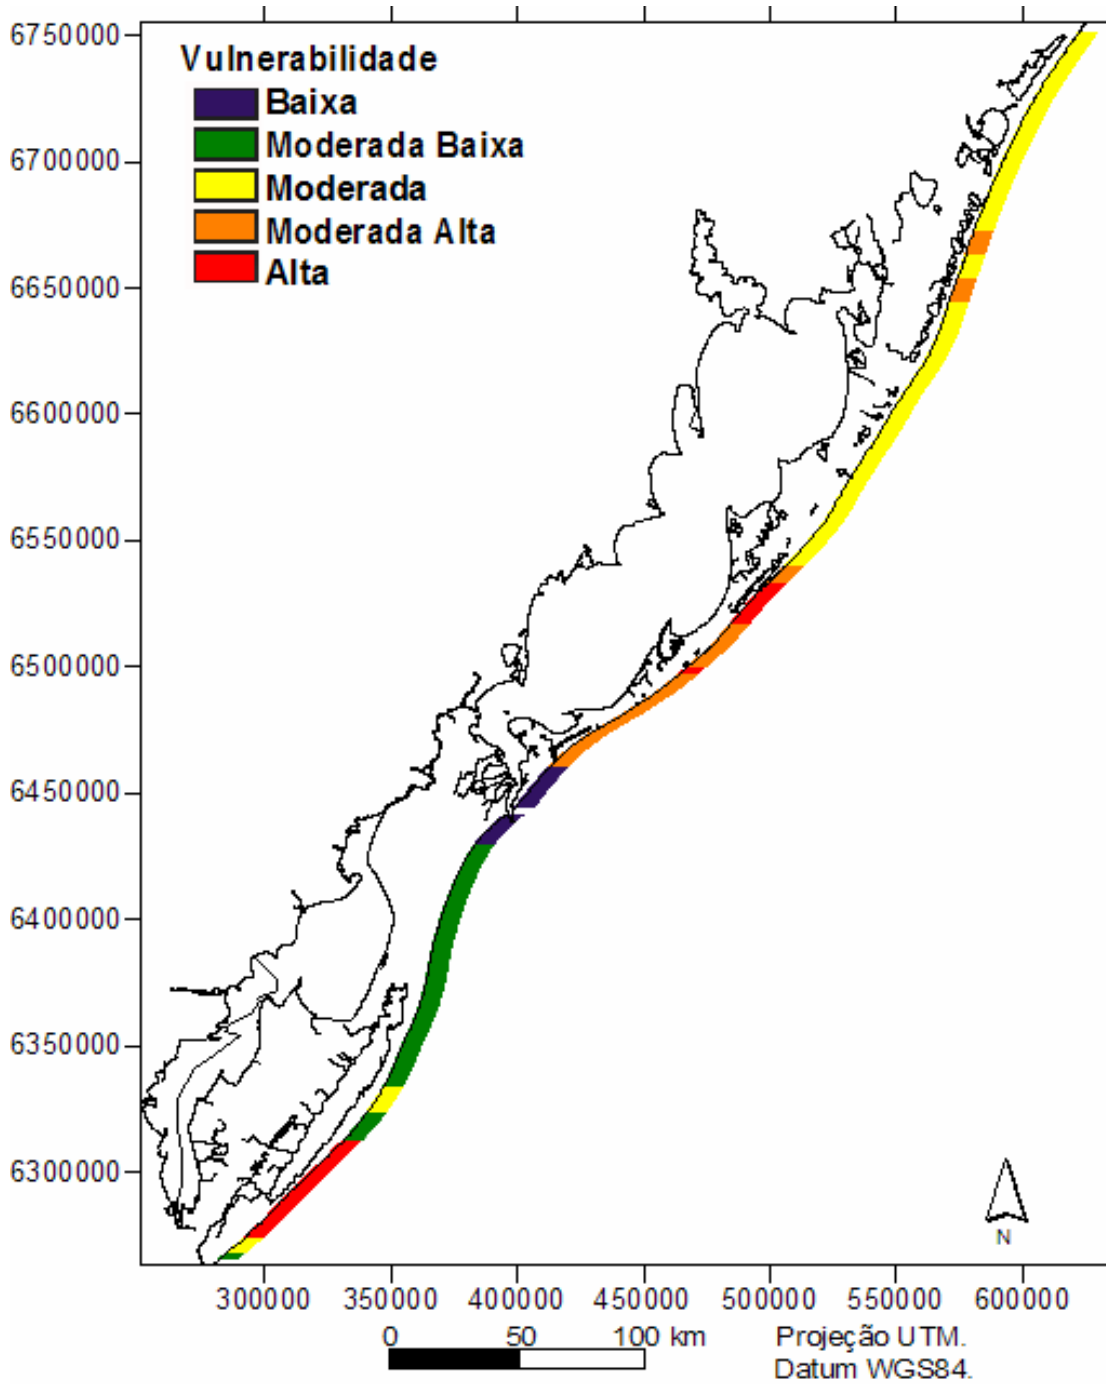 Vulnerabilidade
Baixa
Moderada Baixa
Moderada
Moderada Alta
Alta
6750000
6700000
6650000
6600000
6550000
6500000
6450000
6400000
6350000
6300000
N
300000 350000 400000 450000 500000 550000 600000
0 50 100 km
Projeção UTM.
Datum WGS84.